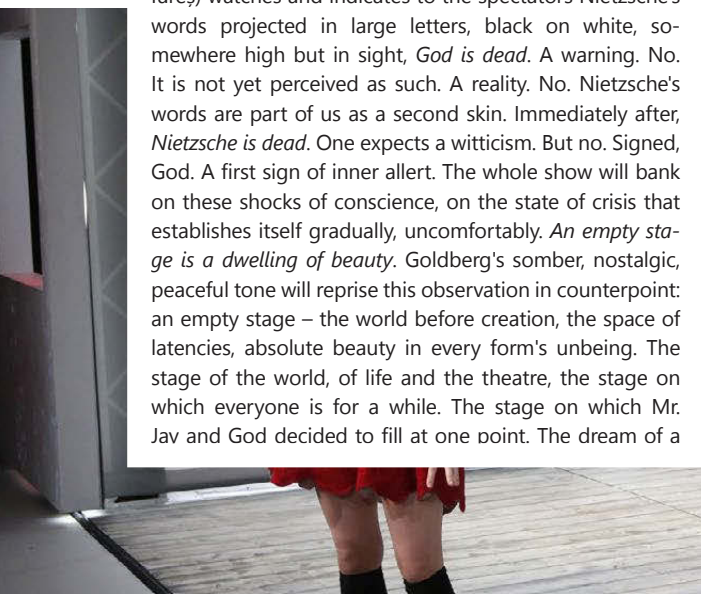 tureș) watches and indicates to the spectators Nietzsche's
words projected in large letters, black on white, so-
mewhere high but in sight, God is dead. A warning. No.
It is not yet perceived as such. A reality. No. Nietzsche's
words are part of us as a second skin. Immediately after,
Nietzsche is dead. One expects a witticism. But no. Signed,
God. A first sign of inner allert. The whole show will bank
on these shocks of conscience, on the state of crisis that
establishes itself gradually, uncomfortably. An empty sta-
ge is a dwelling of beauty. Goldberg's somber, nostalgic,
peaceful tone will reprise this observation in counterpoint:
an empty stage – the world before creation, the space of
latencies, absolute beauty in every form's unbeing. The
stage of the world, of life and the theatre, the stage on
which everyone is for a while. The stage on which Mr.
Jay and God decided to fill at one point. The dream of a